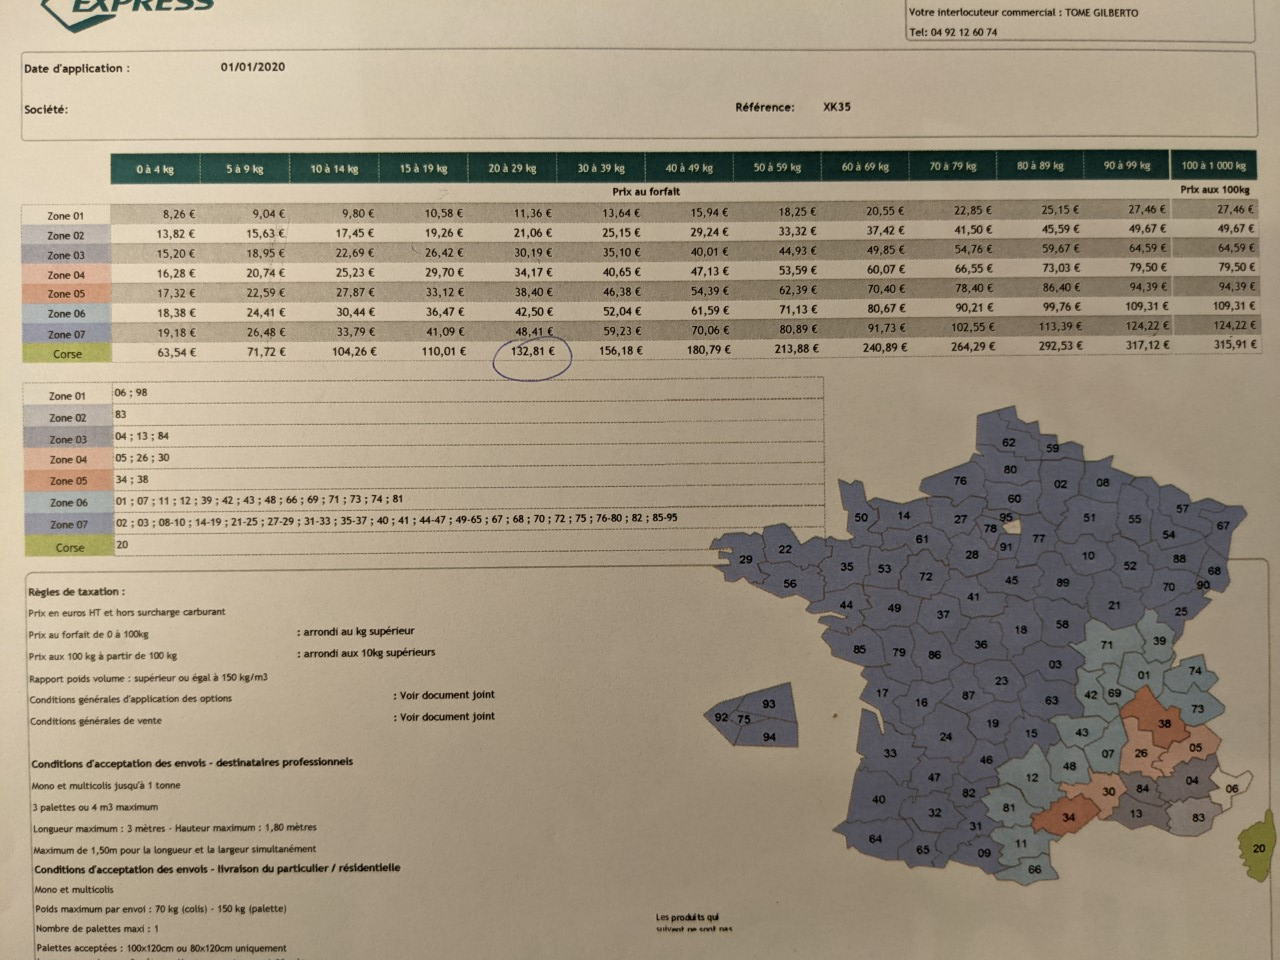 EXPRESS
Votre interlocuteur commercial : TOME GILBERTO
Tel: 04 92 12 60 74
Date d'application : 01/01/2020
Société:
Référence: XK35
0 à 4 kg 5 à 9 kg 10 à 14 kg 15 à 19 kg 20 à 29 kg 30 à 39 kg 40 à 49 kg 50 à 59 kg 60 à 69 kg 70 à 79 kg 80 à 89 kg 90 à 99 kg 100 à 1 000 kg
Prix au forfait Prix aux 100kg
Zone 01 8,26 € 9,04 € 9,80 € 10,58 € 11,36 € 13,64 € 15,94 € 18,25 € 20,55 € 22,85 € 25,15 € 27,46 € 27,46 €
Zone 02 13,82 € 15,63 € 17,45 € 19,26 € 21,06 € 25,15 € 29,24 € 33,32 € 37,42 € 41,50 € 45,59 € 49,67 € 49,67 €
Zone 03 15,20 € 18,95 € 22,69 € 26,42 € 30,19 € 35,10 € 40,01 € 44,93 € 49,85 € 54,76 € 59,67 € 64,59 € 64,59 €
Zone 04 16,28 € 20,74 € 25,23 € 29,70 € 34,17 € 40,65 € 47,13 € 53,59 € 60,07 € 66,55 € 73,03 € 79,50 € 79,50 €
Zone 05 17,32 € 22,59 € 27,87 € 33,12 € 38,40 € 46,38 € 54,39 € 62,39 € 70,40 € 78,40 € 86,40 € 94,39 € 94,39 €
Zone 06 18,38 € 24,41 € 30,44 € 36,47 € 42,50 € 52,04 € 61,59 € 71,13 € 80,67 € 90,21 € 99,76 € 109,31 € 109,31 €
Zone 07 19,18 € 26,48 € 33,79 € 41,09 € 48,41 € 59,23 € 70,06 € 80,89 € 91,73 € 102,55 € 113,39 € 124,22 € 124,22 €
Corse 63,54 € 71,72 € 104,26 € 110,01 € 132,81 € 156,18 € 180,79 € 213,88 € 240,89 € 264,29 € 292,53 € 317,12 € 315,91 €
Zone 01 06 ; 98
Zone 02 83
Zone 03 04 ; 13 ; 84
Zone 04 05 ; 26 ; 30
Zone 05 34 ; 38
Zone 06 01 ; 07 ; 11 ; 12 ; 39 ; 42 ; 43 ; 48 ; 66 ; 69 ; 71 ; 73 ; 74 ; 81
Zone 07 02 ; 03 ; 08-10 ; 14-19 ; 21-25 ; 27-29 ; 31-33 ; 35-37 ; 40 ; 41 ; 44-47 ; 49-65 ; 67 ; 68 ; 70 ; 72 ; 75 ; 76-80 ; 82 ; 85-95
Corse 20
Règles de taxation :
Prix en euros HT et hors surcharge carburant
Prix au forfait de 0 à 100kg : arrondi au kg supérieur
Prix aux 100 kg à partir de 100 kg : arrondi aux 10kg supérieurs
Rapport poids volume : supérieur ou égal à 150 kg/m3
Conditions générales d'application des options : Voir document joint
Conditions générales de vente : Voir document joint
Conditions d'acceptation des envois - destinataires professionnels
Mono et multicolis jusqu'à 1 tonne
3 palettes ou 4 m3 maximum
Longueur maximum : 3 mètres - Hauteur maximum : 1,80 mètres
Maximum de 1,50m pour la longueur et la largeur simultanément
Conditions d'acceptation des envois - livraison du particulier / résidentielle
Mono et multicolis
Poids maximum par envoi : 70 kg (colis) - 150 kg (palette)
Nombre de palettes maxi : 1
Palettes acceptées : 100x120cm ou 80x120cm uniquement
Les produits qui
suivent ne sont pas
62 59
80
76 02 08
60
50 14 27 95 51 55 57 67
78 54
61 91 77
29 22 28 10 88
35 53 52 68
56 72 45 89 70 90
44 49 37 41 21 25
18 58
85 79 86 36 71 39
03 01 74
23
17 16 87 63 42 69 73
93
92 75
94
19 38
24 15 43 05
33 46 07 26
48 04
47 12
40 82 30 84 06
32 81 34 13 83
64 31
65 09 11
66
20